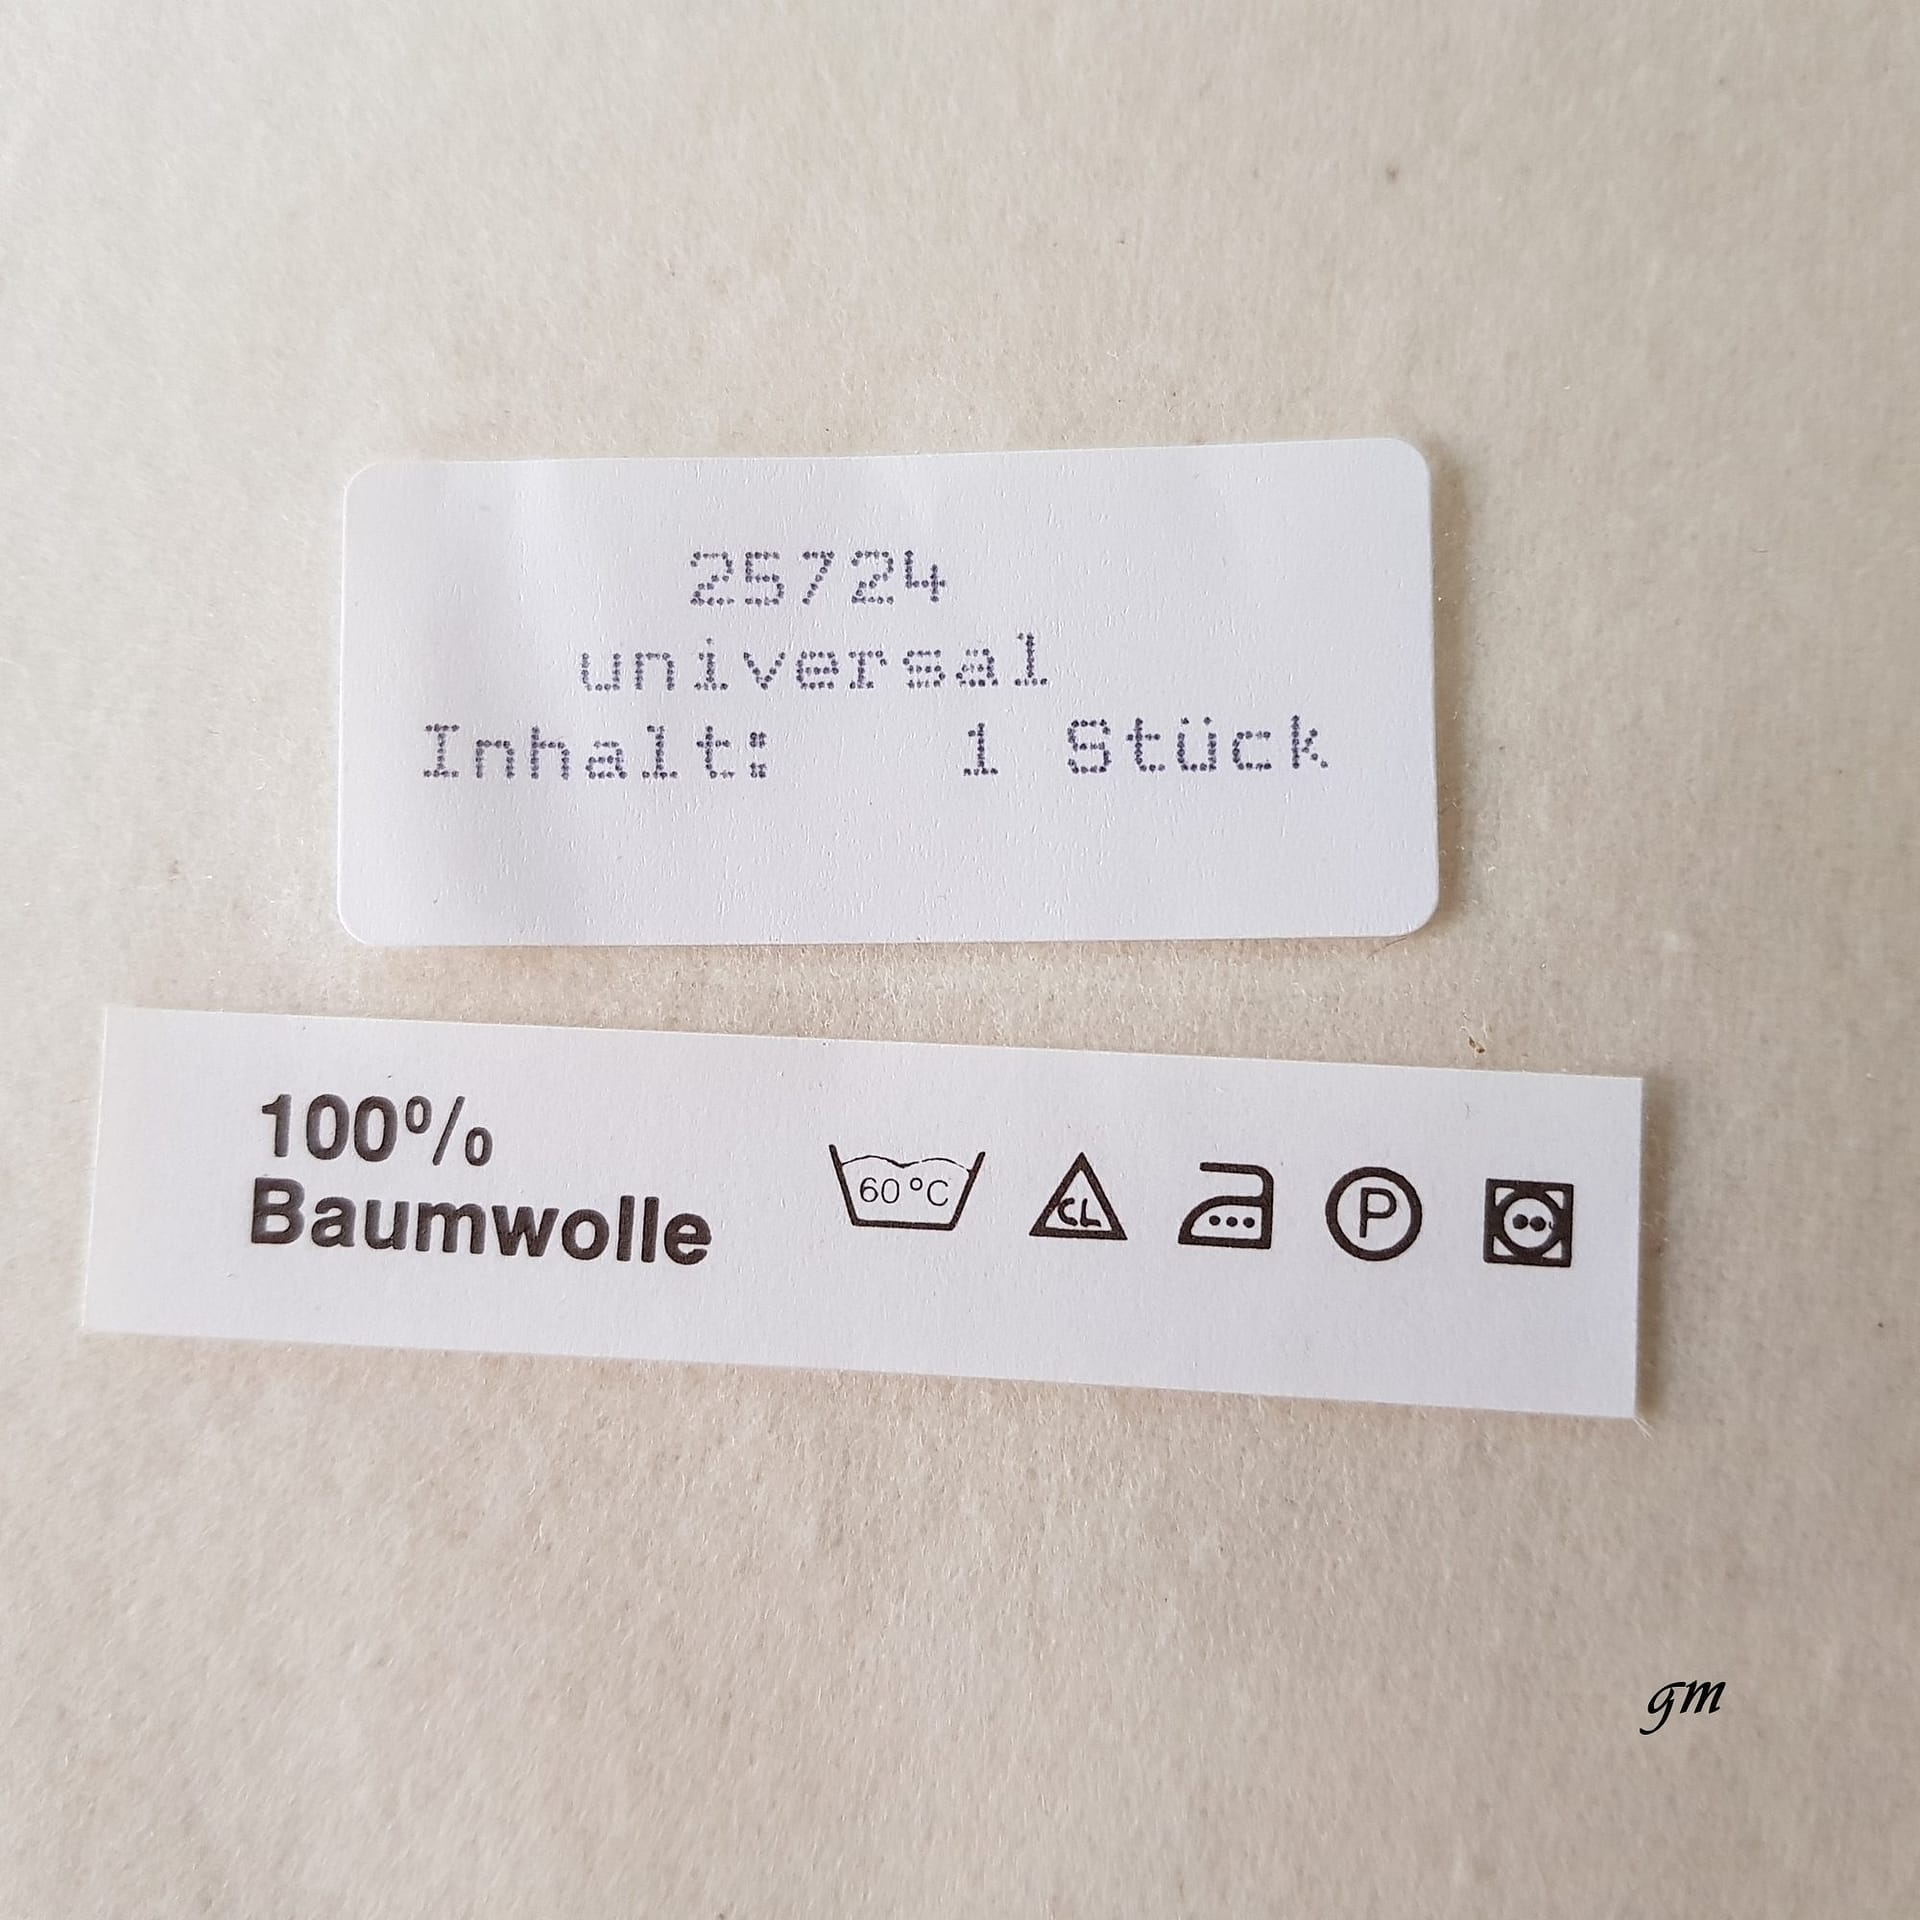 25724
universal
Inhalt: 1 Stück
100%
Baumwolle
60°C CL P
gm